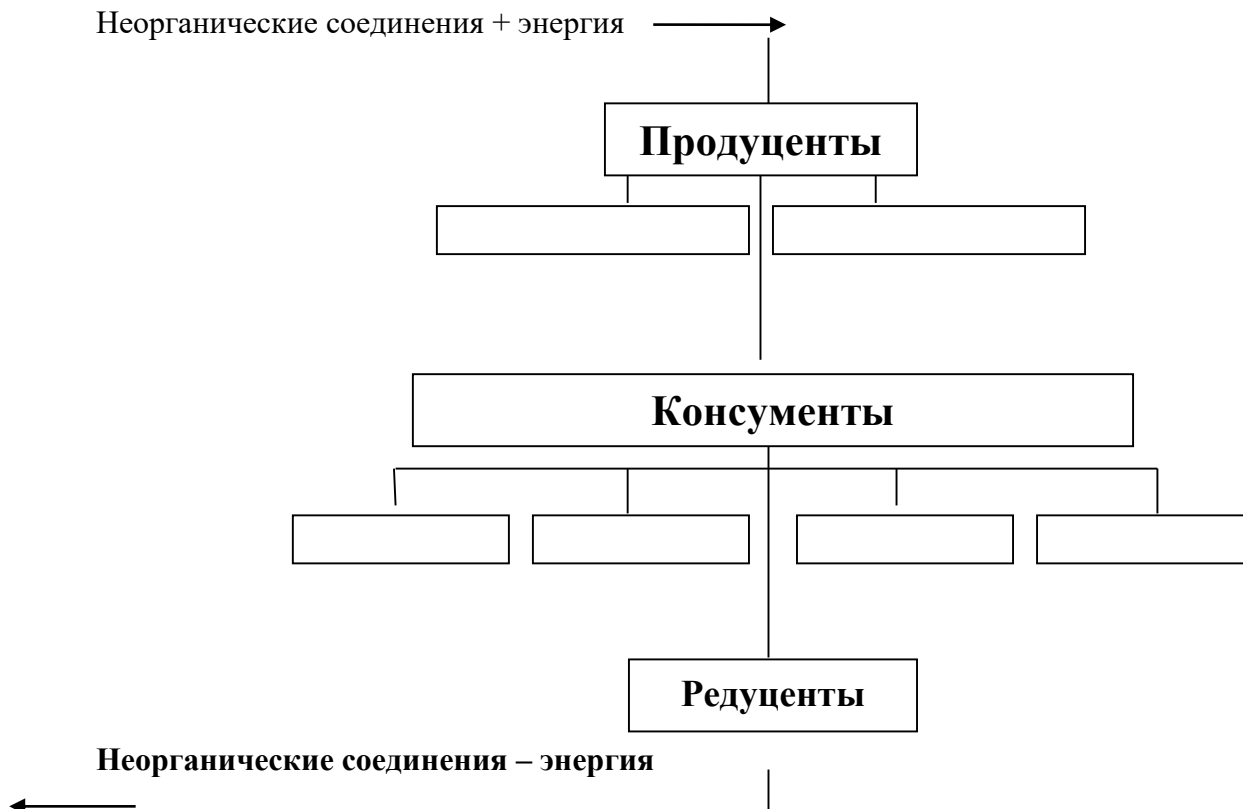 Неорганические соединения + энергия
Продуценты
Консументы
Редуценты
Неорганические соединения – энергия